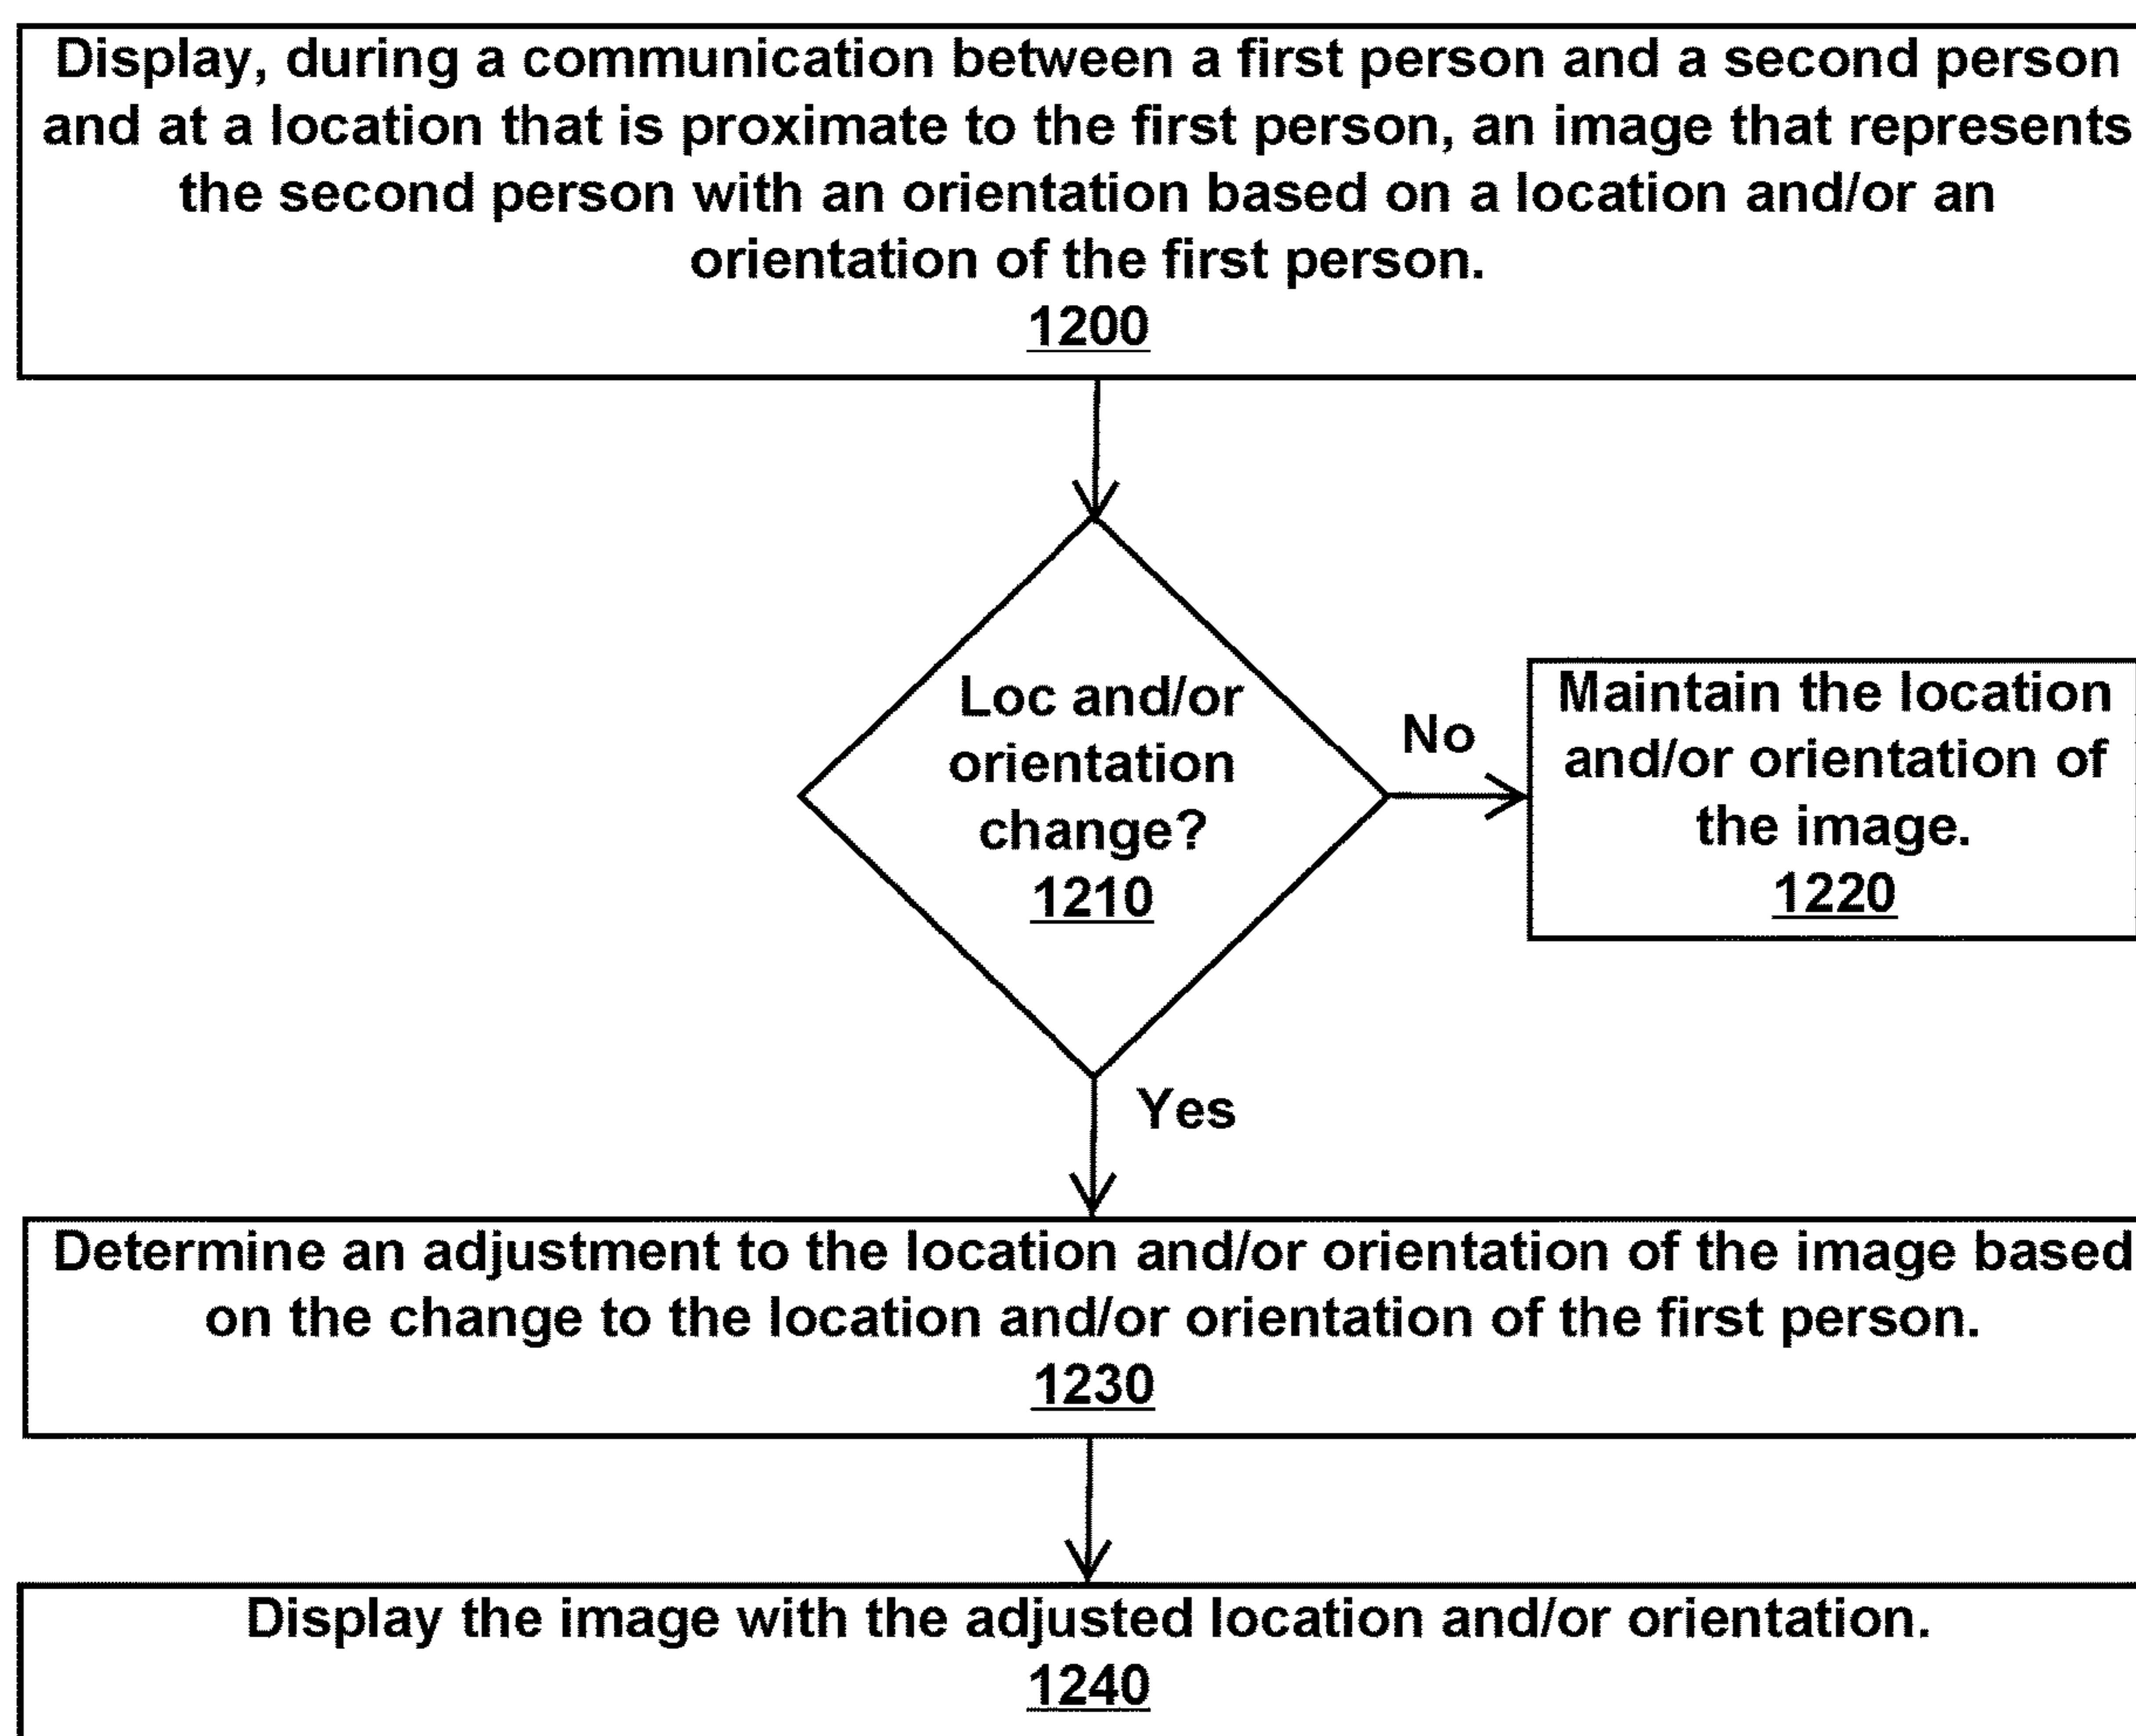 Display, during a communication between a first person and a second person
and at a location that is proximate to the first person, an image that represents
the second person with an orientation based on a location and/or an
orientation of the first person.
1200
Loc and/or
orientation
change?
1210
No
Maintain the location
and/or orientation of
the image.
1220
Yes
Determine an adjustment to the location and/or orientation of the image based
on the change to the location and/or orientation of the first person.
1230
Display the image with the adjusted location and/or orientation.
1240